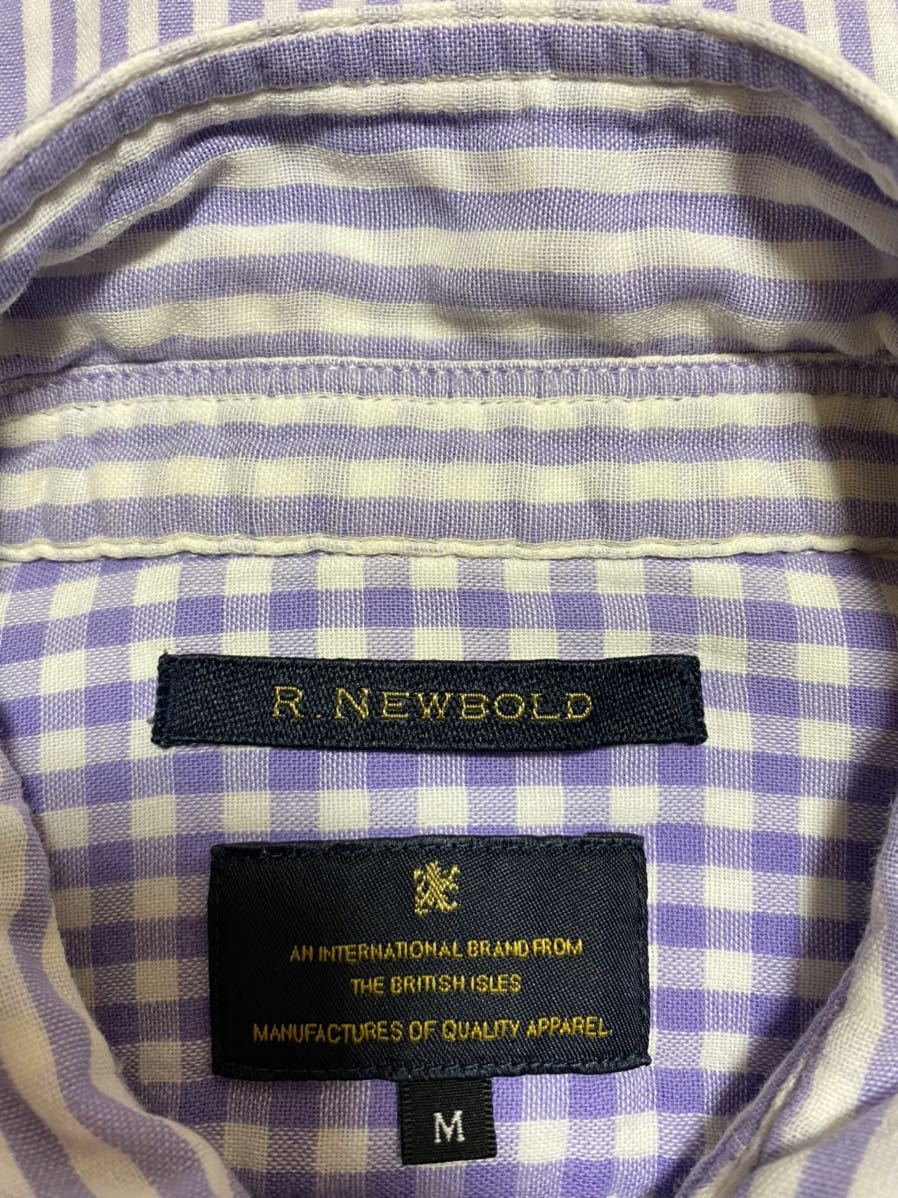 R. NEWBOLD
AN INTERNATIONAL BRAND FROM
THE BRITISH ISLES
MANUFACTURES OF QUALITY APPAREL.
M